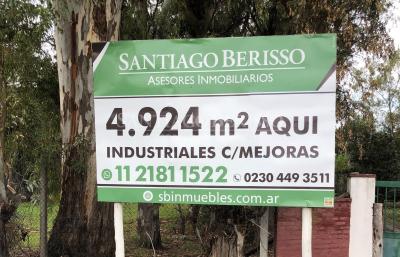 SANTIAGO BERISSO
ASESORES INMOBILIARIOS
4.924 m² AQUI
INDUSTRIALES C/MEJORAS
11 2181 1522 0230 449 3511
sbinmuebles.com.ar